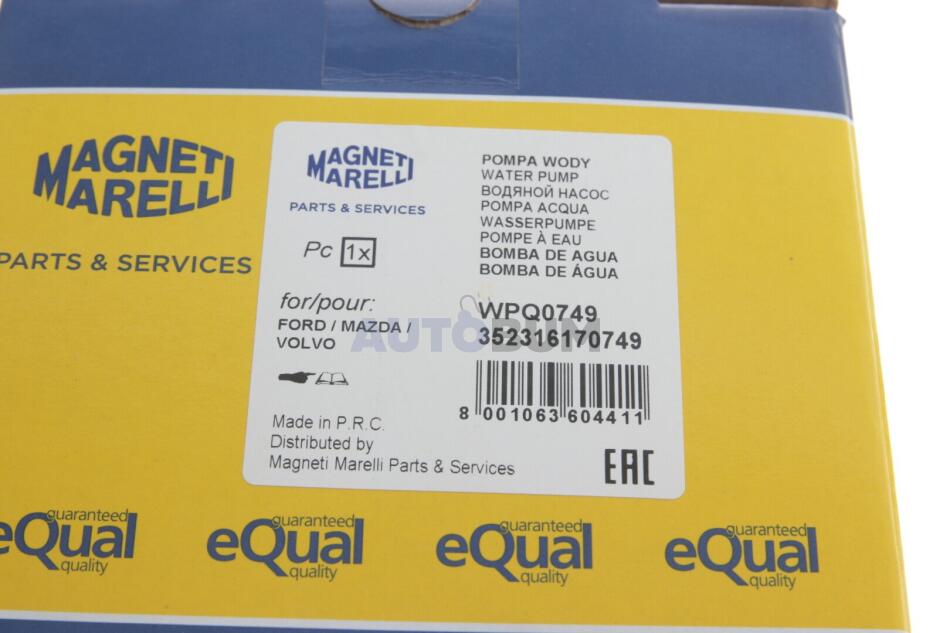 MAGNETI
MARELLI
PARTS & SERVICES
MAGNETI
MARELLI
PARTS & SERVICES
Pc 1x
for/pour:
FORD / MAZDA /
VOLVO
Made in P.R.C.
Distributed by
Magneti Marelli Parts & Services
POMPA WODY
WATER PUMP
ВОДЯНОЙ НАСОС
POMPA ACQUA
WASSERPUMPE
POMPE À EAU
BOMBA DE AGUA
BOMBA DE ÁGUA
WPQ0749
352316170749
8 001063 604411
EAC
AUTOBUM
guaranteed
eQual
quality
guaranteed
eQual
quality
guaranteed
eQual
quality
guaranteed
eQual
quality